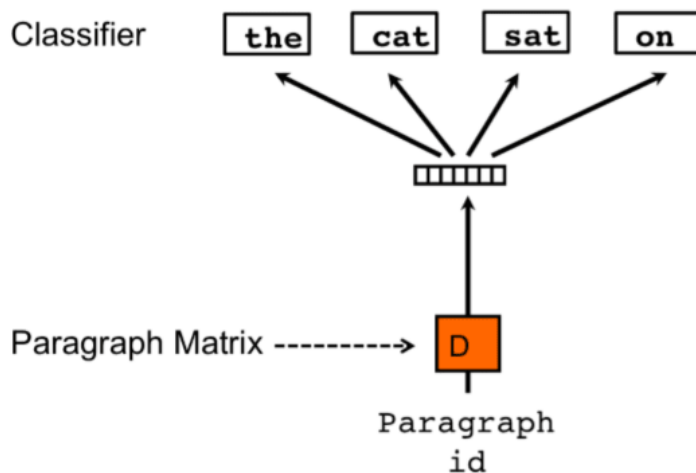 Classifier
the cat sat on
Paragraph Matrix
D
Paragraph
id